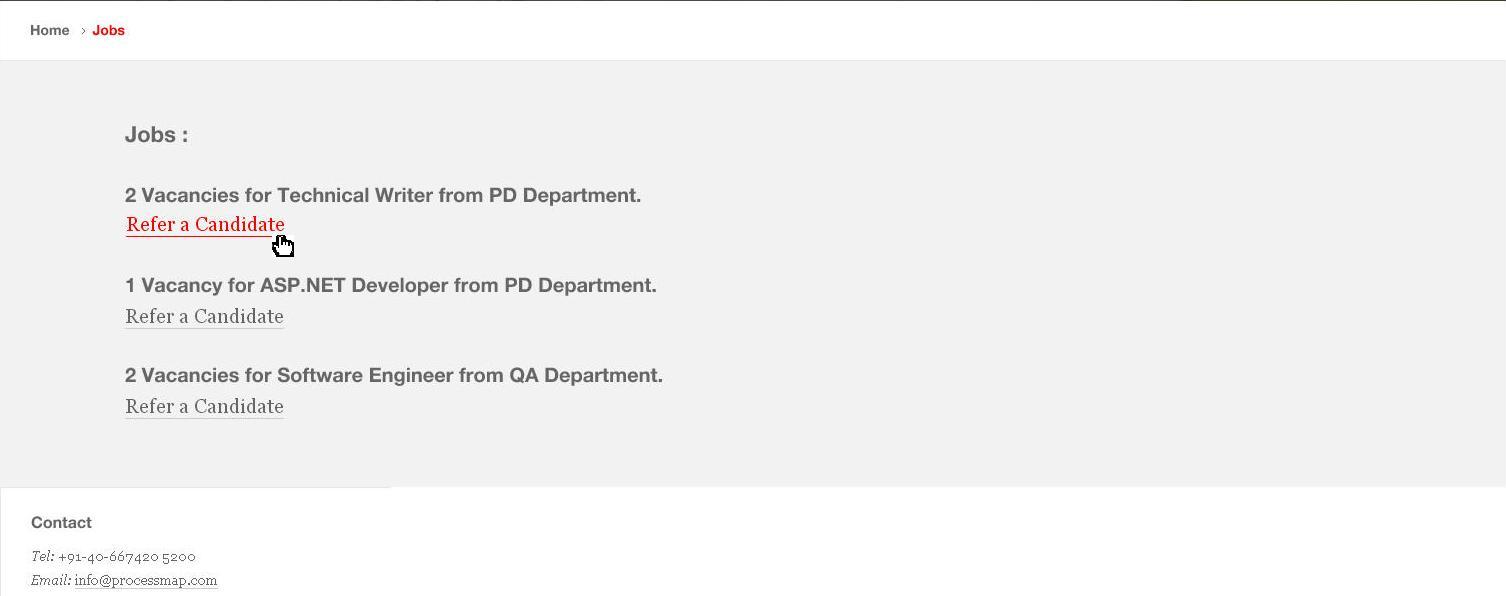 Home › Jobs
Jobs :
2 Vacancies for Technical Writer from PD Department.
Refer a Candidate
1 Vacancy for ASP.NET Developer from PD Department.
Refer a Candidate
2 Vacancies for Software Engineer from QA Department.
Refer a Candidate
Contact
Tel: +91-40-667420 5200
Email: info@processmap.com